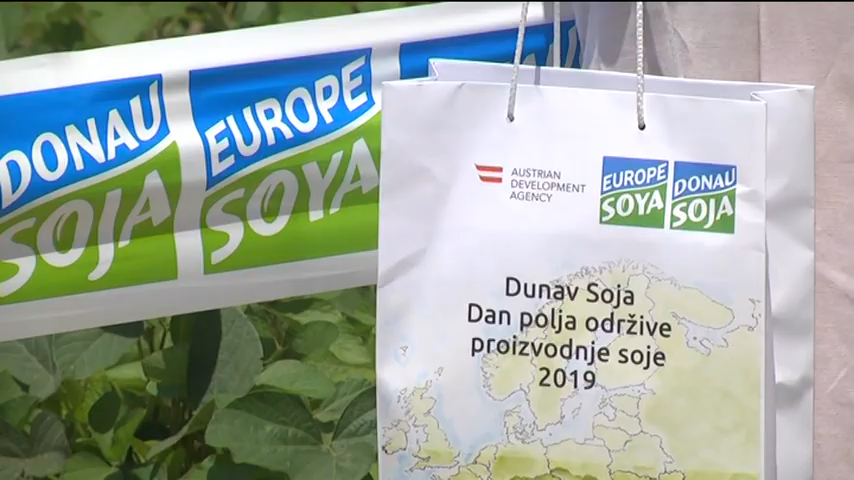 DONAU
SOJA
EUROPE
SOYA
AUSTRIAN
DEVELOPMENT
AGENCY
EUROPE
SOYA
DONAU
SOJA
Dunav Soja
Dan polja održive
proizvodnje soje
2019